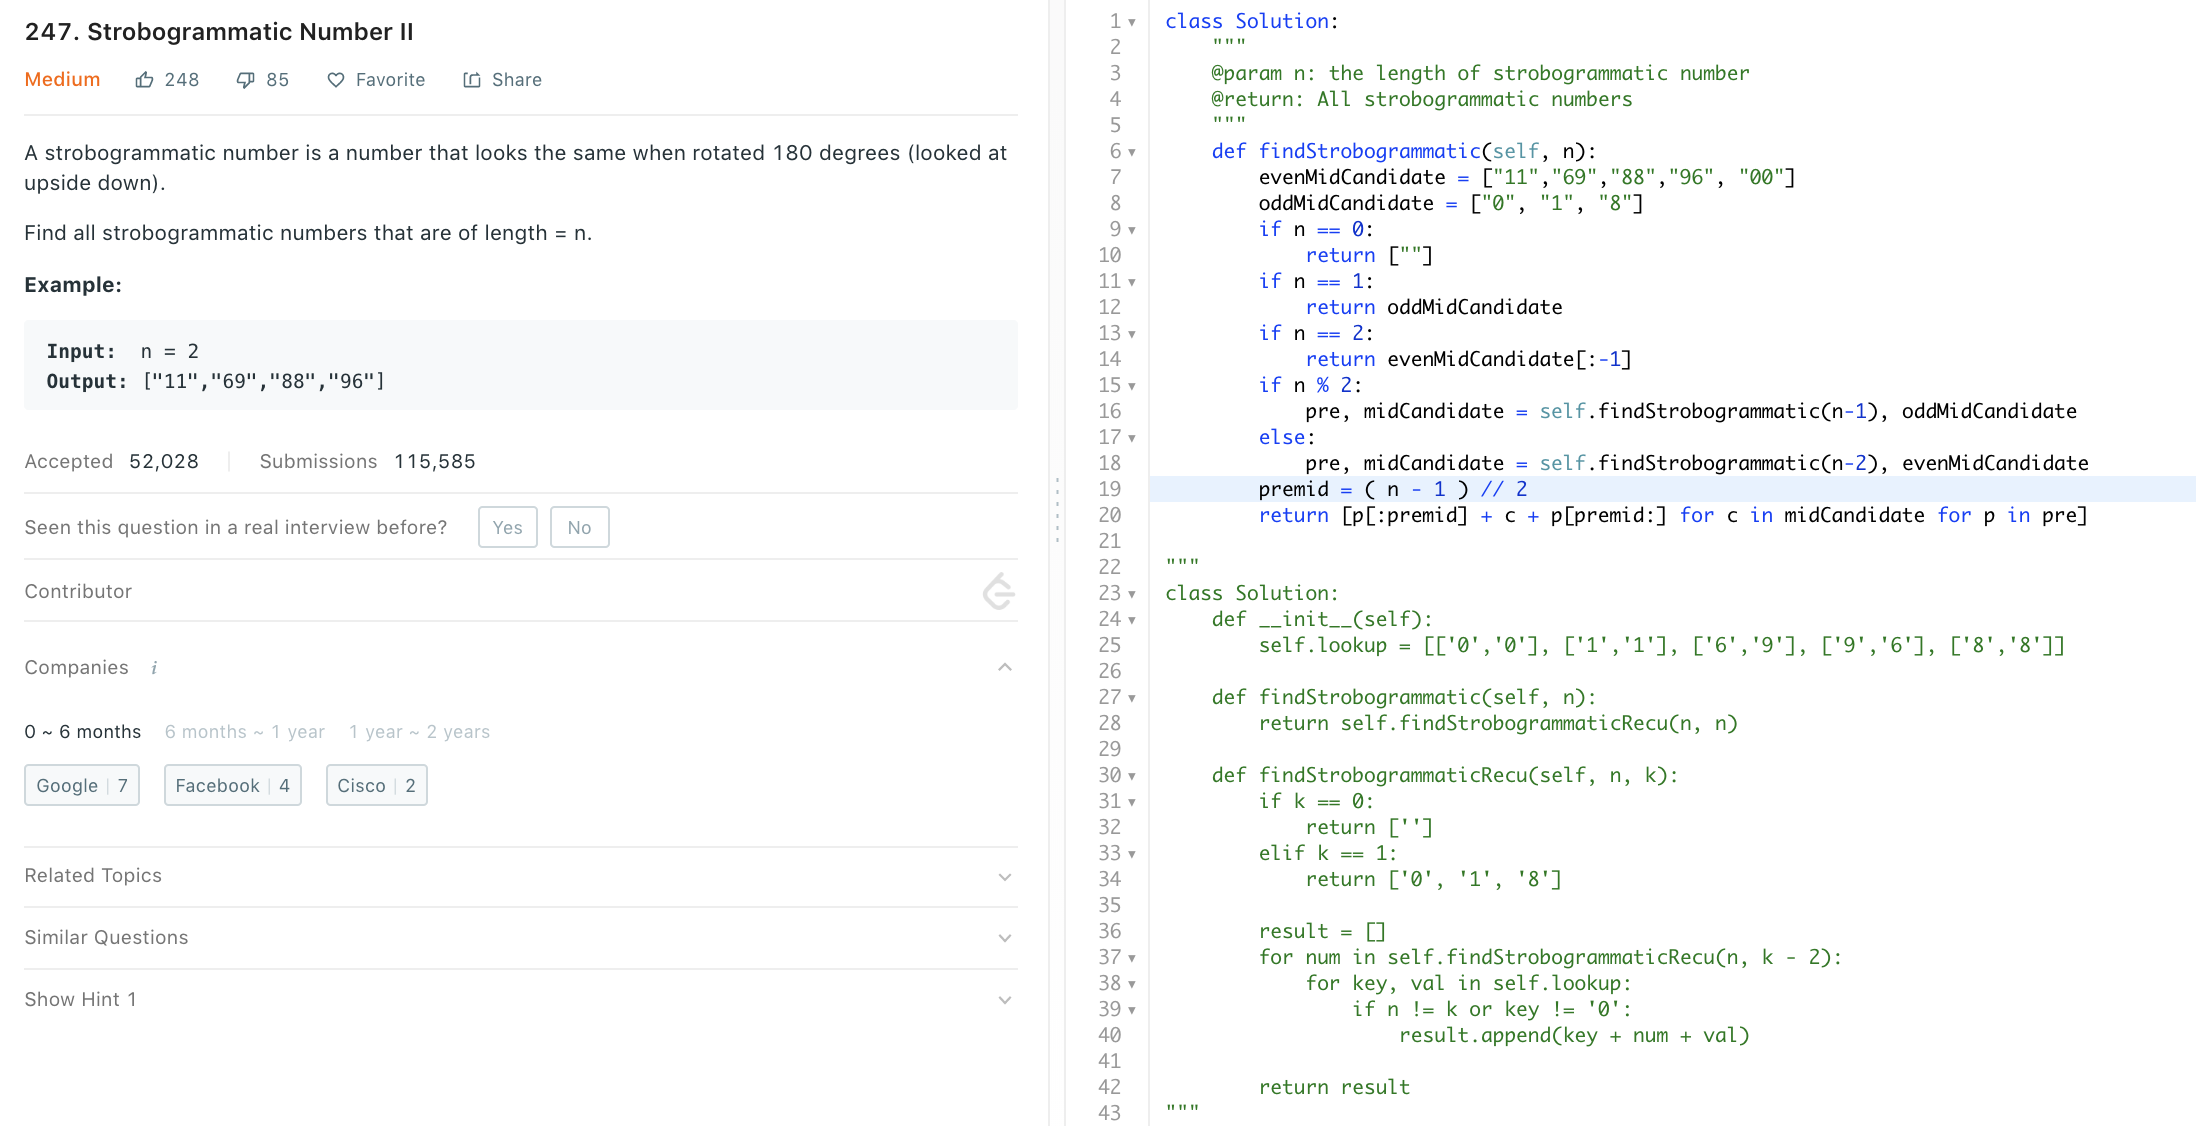 247. Strobogrammatic Number II
Medium 248 85 Favorite Share
A strobogrammatic number is a number that looks the same when rotated 180 degrees (looked at
upside down).
Find all strobogrammatic numbers that are of length = n.
Example:
Input:  n = 2
Output: ["11","69","88","96"]
Accepted 52,028 Submissions 115,585
Seen this question in a real interview before? Yes No
Contributor
Companies i
0 ~ 6 months 6 months ~ 1 year 1 year ~ 2 years
Google | 7 Facebook | 4 Cisco | 2
Related Topics
Similar Questions
Show Hint 1
1 class Solution:
2     """
3     @param n: the length of strobogrammatic number
4     @return: All strobogrammatic numbers
5     """
6     def findStrobogrammatic(self, n):
7         evenMidCandidate = ["11","69","88","96", "00"]
8         oddMidCandidate = ["0", "1", "8"]
9         if n == 0:
10             return [""]
11         if n == 1:
12             return oddMidCandidate
13         if n == 2:
14             return evenMidCandidate[:-1]
15         if n % 2:
16             pre, midCandidate = self.findStrobogrammatic(n-1), oddMidCandidate
17         else:
18             pre, midCandidate = self.findStrobogrammatic(n-2), evenMidCandidate
19         premid = ( n - 1 ) // 2
20         return [p[:premid] + c + p[premid:] for c in midCandidate for p in pre]
21
22 """
23 class Solution:
24     def __init__(self):
25         self.lookup = [['0','0'], ['1','1'], ['6','9'], ['9','6'], ['8','8']]
26
27     def findStrobogrammatic(self, n):
28         return self.findStrobogrammaticRecu(n, n)
29
30     def findStrobogrammaticRecu(self, n, k):
31         if k == 0:
32             return ['']
33         elif k == 1:
34             return ['0', '1', '8']
35
36         result = []
37         for num in self.findStrobogrammaticRecu(n, k - 2):
38             for key, val in self.lookup:
39                 if n != k or key != '0':
40                     result.append(key + num + val)
41
42         return result
43 """